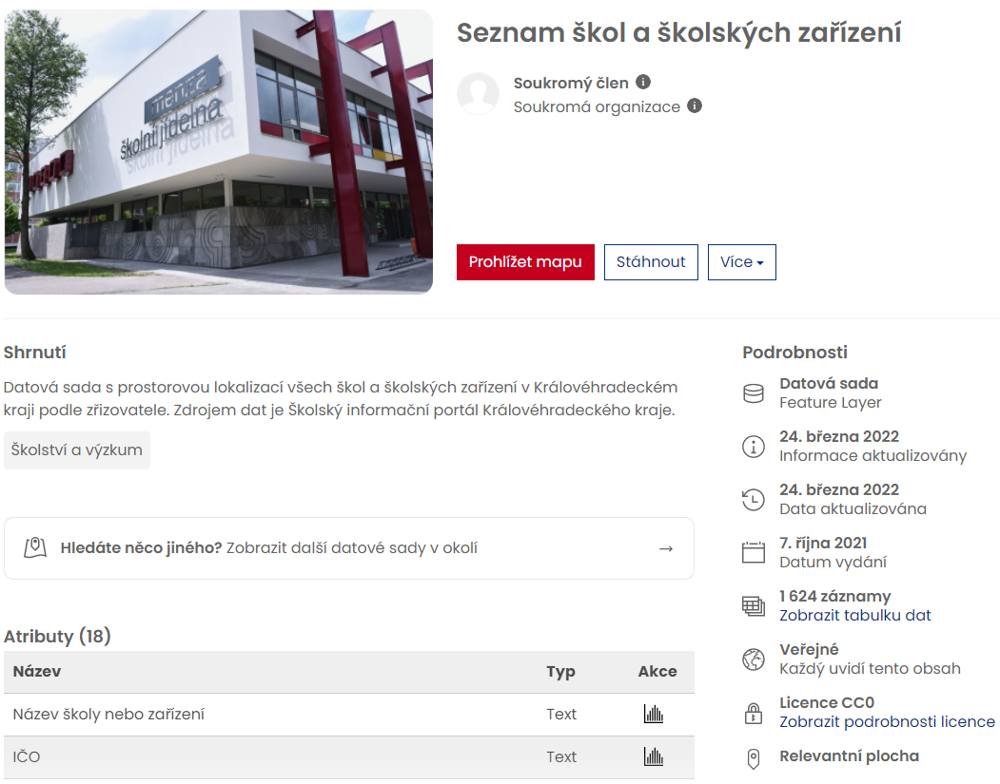 menza
školní jídelna
Seznam škol a školských zařízení
Soukromý člen
Soukromá organizace
Prohlížet mapu
Stáhnout
Více
Shrnutí
Datová sada s prostorovou lokalizací všech škol a školských zařízení v Královéhradeckém
kraji podle zřizovatele. Zdrojem dat je Školský informační portál Královéhradeckého kraje.
Školství a výzkum
Hledáte něco jiného? Zobrazit další datové sady v okolí →
Atributy (18)
Název Typ Akce
Název školy nebo zařízení Text
IČO Text
Podrobnosti
Datová sada
Feature Layer
24. března 2022
Informace aktualizovány
24. března 2022
Data aktualizována
7. října 2021
Datum vydání
1 624 záznamy
Zobrazit tabulku dat
Veřejné
Každý uvidí tento obsah
Licence CC0
Zobrazit podrobnosti licence
Relevantní plocha